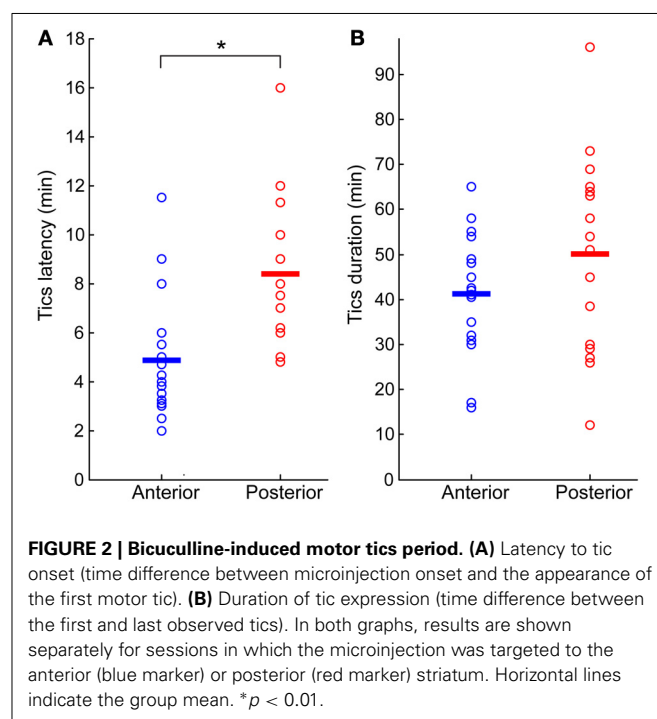 A
B
*
18
16
14
12
10
8
6
4
2
0
Tics latency (min)
Anterior
Posterior
90
80
70
60
50
40
30
20
10
0
Tics duration (min)
Anterior
Posterior
FIGURE 2 | Bicuculline-induced motor tics period. (A) Latency to tic
onset (time difference between microinjection onset and the appearance of
the first motor tic). (B) Duration of tic expression (time difference between
the first and last observed tics). In both graphs, results are shown
separately for sessions in which the microinjection was targeted to the
anterior (blue marker) or posterior (red marker) striatum. Horizontal lines
indicate the group mean. *p < 0.01.